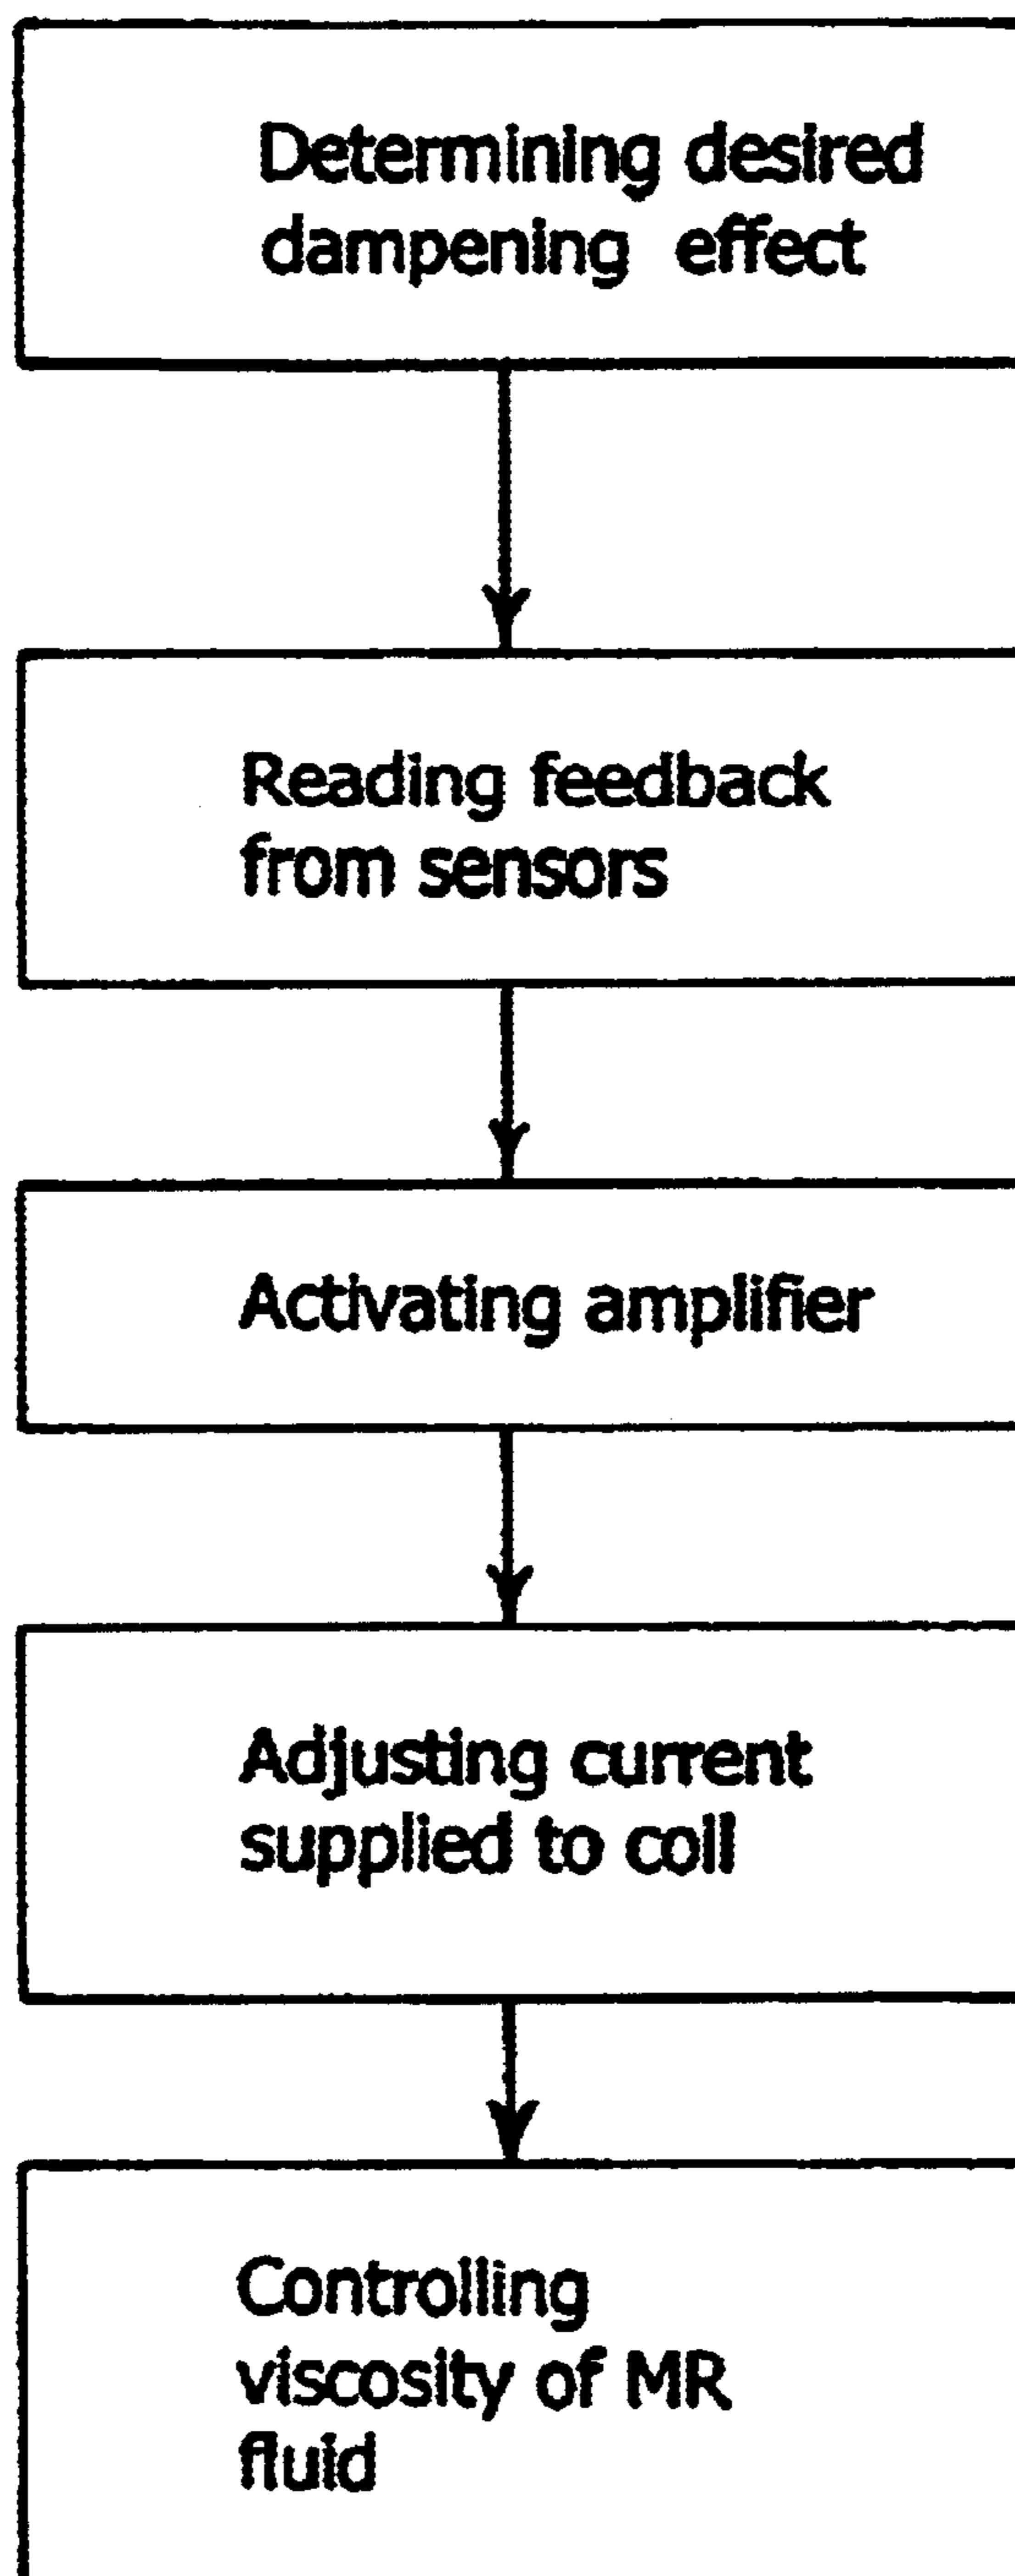 Determining desired
dampening effect
Reading feedback
from sensors
Activating amplifier
Adjusting current
supplied to coil
Controlling
viscosity of MR
fluid